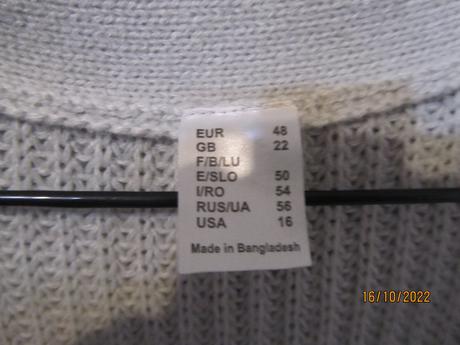 EUR 48
GB 22
F/B/LU
E/SLO 50
I/RO 54
RUS/UA 56
USA 16
Made in Bangladesh
16/10/2022